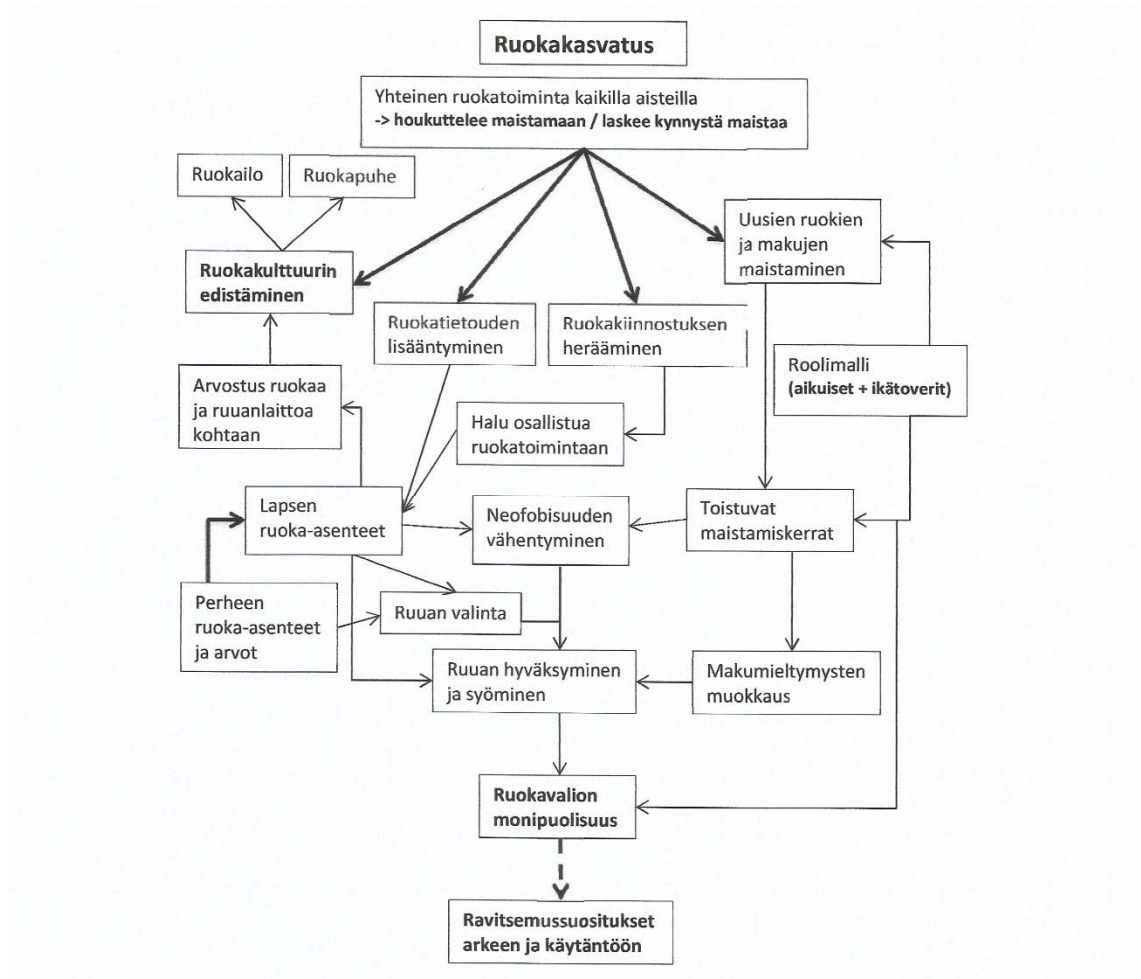 Ruokakasvatus
Yhteinen ruokatoiminta kaikilla aisteilla
-> houkuttelee maistamaan / laskee kynnystä maistaa
Ruokailo
Ruokapuhe
Uusien ruokien
ja makujen
maistaminen
Ruokakulttuurin
edistäminen
Ruokatietouden
lisääntyminen
Ruokakiinnostuksen
herääminen
Roolimalli
(aikuiset + ikätoverit)
Arvostus ruokaa
ja ruuanlaittoa
kohtaan
Halu osallistua
ruokatoimintaan
Lapsen
ruoka-asenteet
Neofobisuuden
vähentyminen
Toistuvat
maistamiskerrat
Perheen
ruoka-asenteet
ja arvot
Ruuan valinta
Ruuan hyväksyminen
ja syöminen
Makumieltymysten
muokkaus
Ruokavalion
monipuolisuus
Ravitsemussuositukset
arkeen ja käytäntöön